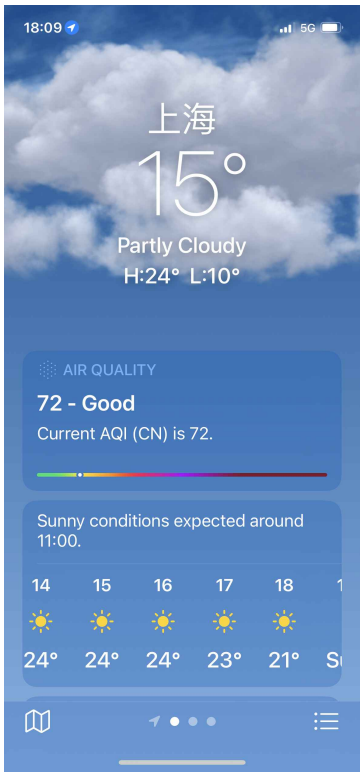 18:09
5G
上海
15°
Partly Cloudy
H:24° L:10°
AIR QUALITY
72 - Good
Current AQI (CN) is 72.
Sunny conditions expected around
11:00.
14 15 16 17 18
24° 24° 24° 23° 21°